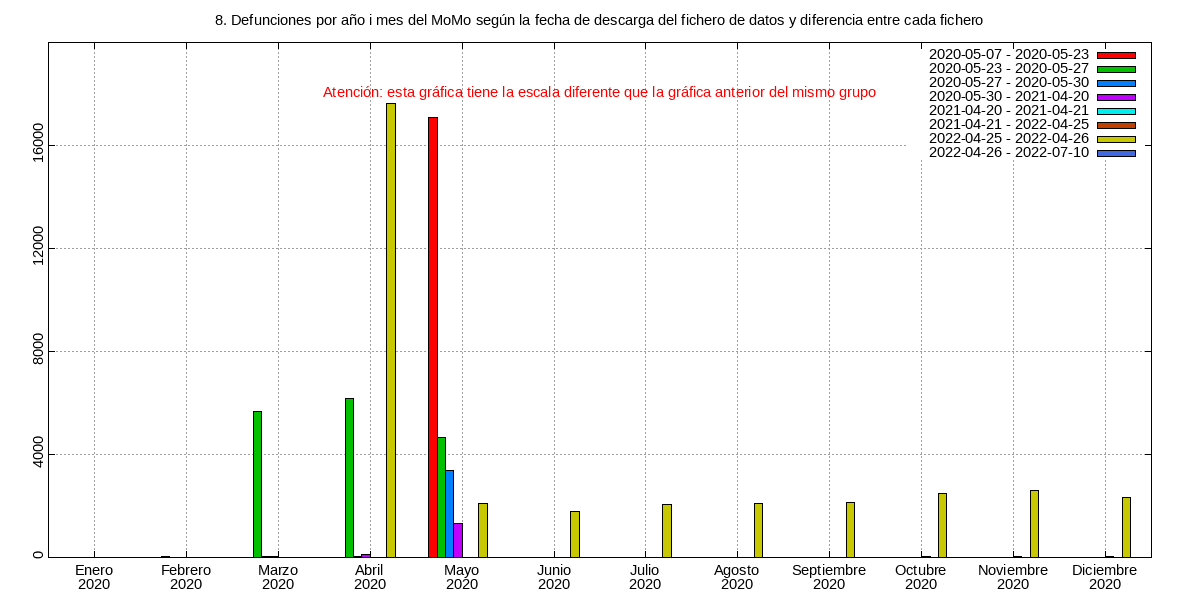 8. Defunciones por año i mes del MoMo según la fecha de descarga del fichero de datos y diferencia entre cada fichero
2020-05-07 - 2020-05-23
2020-05-23 - 2020-05-27
2020-05-27 - 2020-05-30
2020-05-30 - 2021-04-20
2021-04-20 - 2021-04-21
2021-04-21 - 2022-04-25
2022-04-25 - 2022-04-26
2022-04-26 - 2022-07-10
Atención: esta gráfica tiene la escala diferente que la gráfica anterior del mismo grupo
16000
12000
8000
4000
0
Enero Febrero Marzo Abril Mayo Junio Julio Agosto Septiembre Octubre Noviembre Diciembre
2020 2020 2020 2020 2020 2020 2020 2020 2020 2020 2020 2020